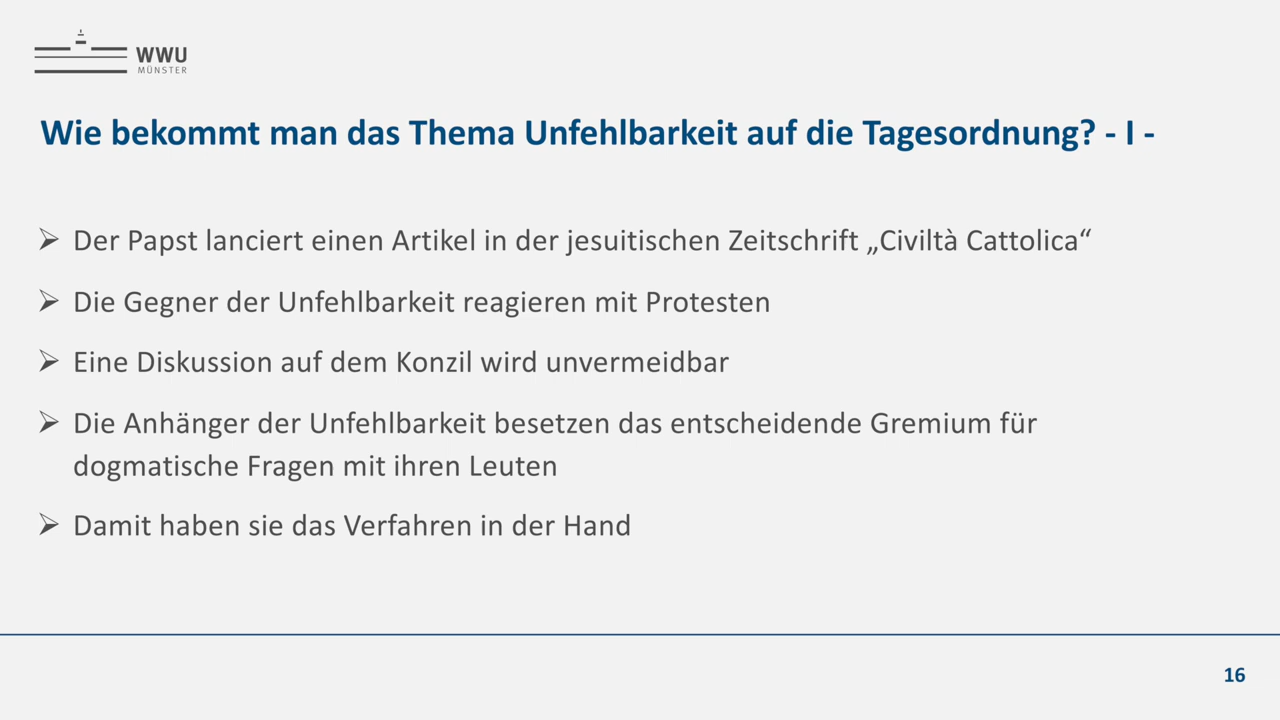 WWU
MÜNSTER
Wie bekommt man das Thema Unfehlbarkeit auf die Tagesordnung? - I -
➢ Der Papst lanciert einen Artikel in der jesuitischen Zeitschrift „Civiltà Cattolica“
➢ Die Gegner der Unfehlbarkeit reagieren mit Protesten
➢ Eine Diskussion auf dem Konzil wird unvermeidbar
➢ Die Anhänger der Unfehlbarkeit besetzen das entscheidende Gremium für
dogmatische Fragen mit ihren Leuten
➢ Damit haben sie das Verfahren in der Hand
16